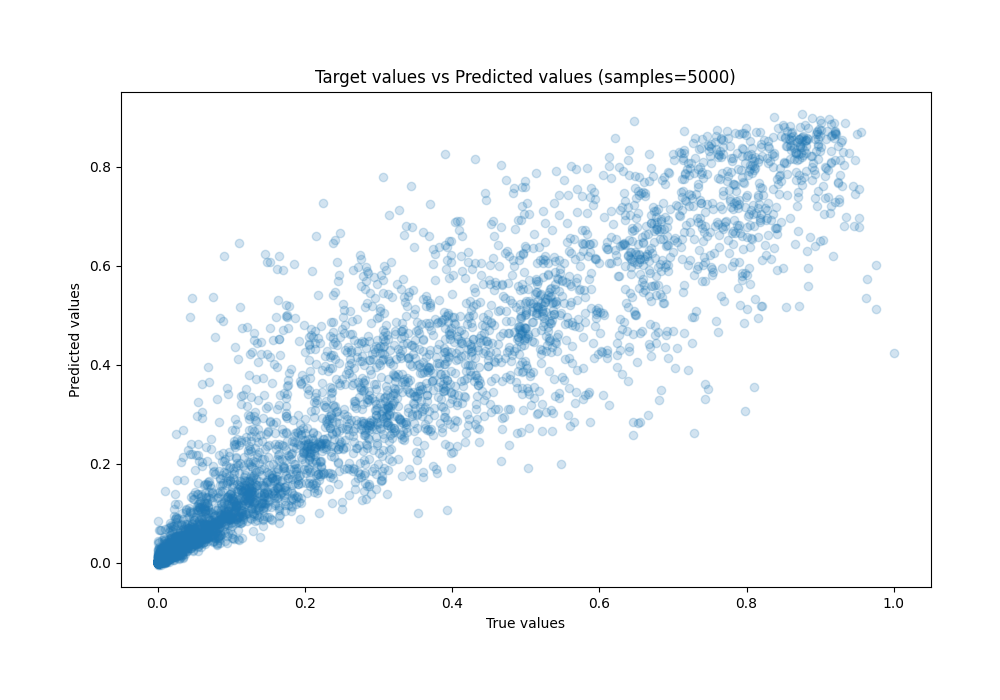 Target values vs Predicted values (samples=5000)
Predicted values
0.8
0.6
0.4
0.2
0.0
0.0 0.2 0.4 0.6 0.8 1.0
True values